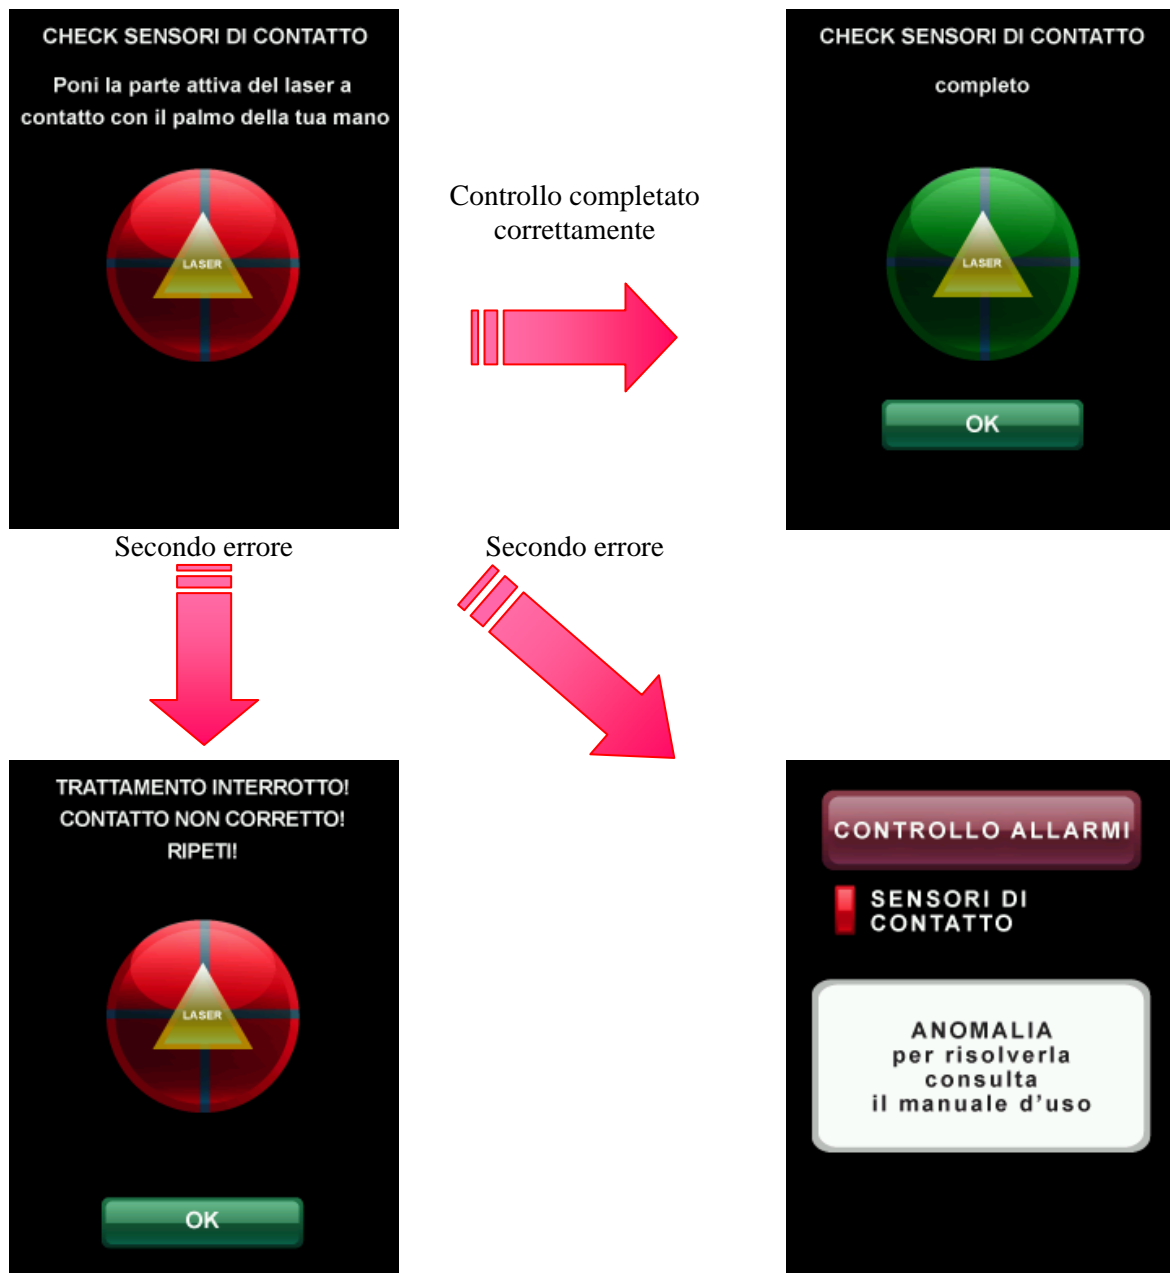 CHECK SENSORI DI CONTATTO
Poni la parte attiva del laser a
contatto con il palmo della tua mano
LASER
Controllo completato
correttamente
CHECK SENSORI DI CONTATTO
completo
LASER
OK
Secondo errore
Secondo errore
TRATTAMENTO INTERROTTO!
CONTATTO NON CORRETTO!
RIPETI!
LASER
OK
CONTROLLO ALLARMI
SENSORI DI
CONTATTO
ANOMALIA
per risolverla
consulta
il manuale d'uso